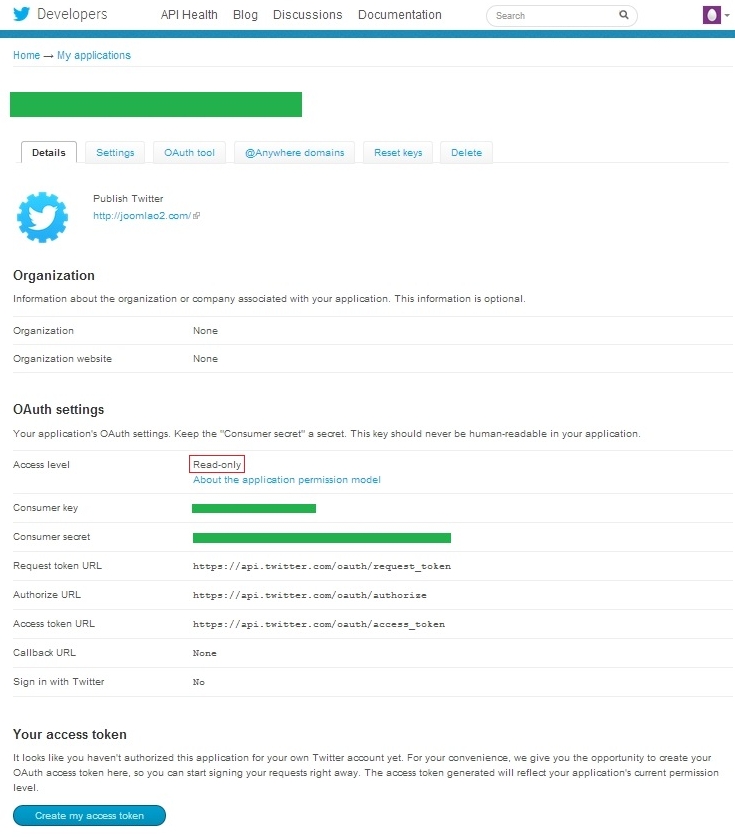 Developers API Health Blog Discussions Documentation Search
Home → My applications
Details Settings OAuth tool @Anywhere domains Reset keys Delete
Publish Twitter
http://joomlao2.com/
Organization
Information about the organization or company associated with your application. This information is optional.
Organization None
Organization website None
OAuth settings
Your application's OAuth settings. Keep the "Consumer secret" a secret. This key should never be human-readable in your application.
Access level Read-only
About the application permission model
Consumer key
Consumer secret
Request token URL https://api.twitter.com/oauth/request_token
Authorize URL https://api.twitter.com/oauth/authorize
Access token URL https://api.twitter.com/oauth/access_token
Callback URL None
Sign in with Twitter No
Your access token
It looks like you haven't authorized this application for your own Twitter account yet. For your convenience, we give you the opportunity to create your
OAuth access token here, so you can start signing your requests right away. The access token generated will reflect your application's current permission
level.
Create my access token